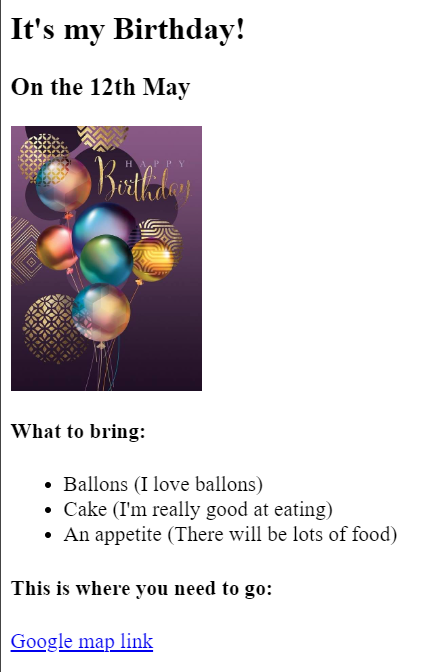 It's my Birthday!
On the 12th May
HAPPY
Birthday
What to bring:
Ballons (I love ballons)
Cake (I'm really good at eating)
An appetite (There will be lots of food)
This is where you need to go:
Google map link